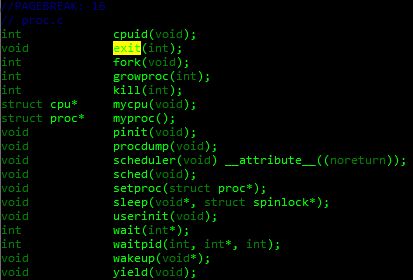 //PAGEBREAK: 16
// proc.c
int cpuid(void);
void exit(int);
int fork(void);
int growproc(int);
int kill(int);
struct cpu* mycpu(void);
struct proc* myproc();
void pinit(void);
void procdump(void);
void scheduler(void) __attribute__((noreturn));
void sched(void);
void setproc(struct proc*);
void sleep(void*, struct spinlock*);
void userinit(void);
int wait(int*);
int waitpid(int, int*, int);
void wakeup(void*);
void yield(void);